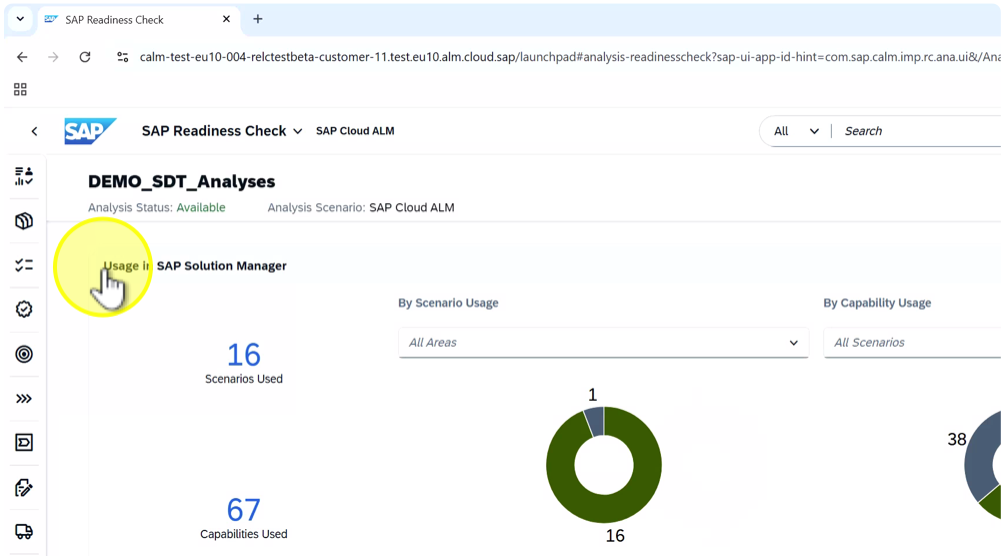 SAP Readiness Check
calm-test-eu10-004-relctestbeta-customer-11.test.eu10.alm.cloud.sap/launchpad#analysis-readinesscheck?sap-ui-app-id-hint=com.sap.calm.imp.rc.ana.ui&/Ana
SAP SAP Readiness Check SAP Cloud ALM All Search
DEMO_SDT_Analyses
Analysis Status: Available Analysis Scenario: SAP Cloud ALM
Usage in SAP Solution Manager
By Scenario Usage By Capability Usage
All Areas All Scenarios
16
Scenarios Used
1
38
67
Capabilities Used
16